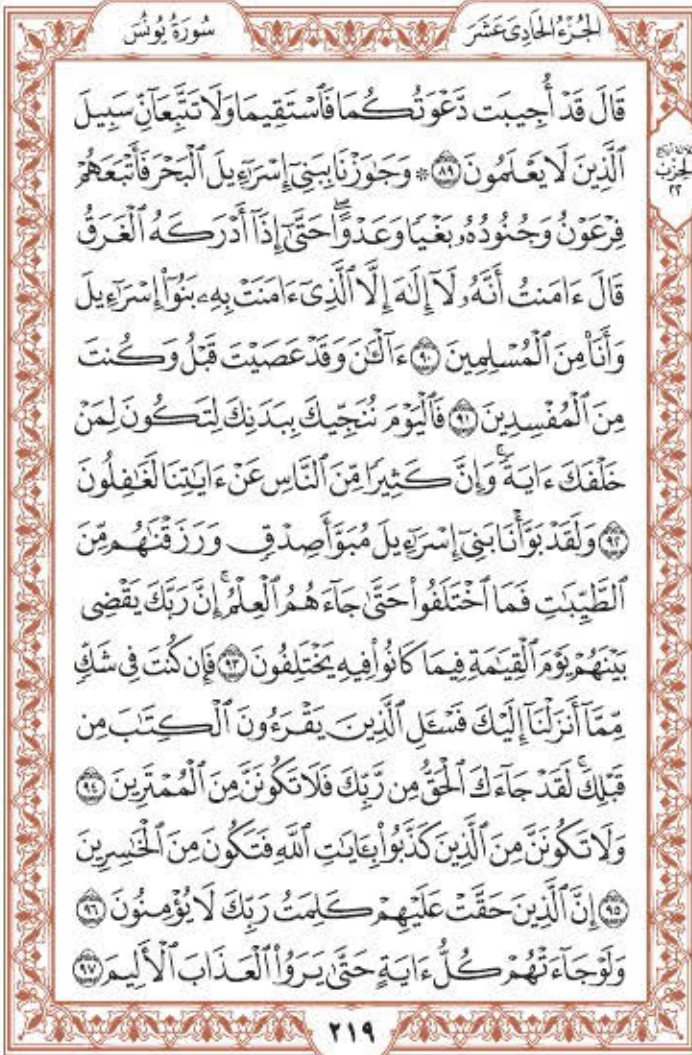 الجُزْءُ الحَادِىَ عَشَرَ
سُورَةُ يُونُسَ
قَالَ قَدْ أُجِيبَت دَّعْوَتُكُمَا فَٱسْتَقِيمَا وَلَا تَتَّبِعَآنِّ سَبِيلَ
ٱلَّذِينَ لَا يَعْلَمُونَ ٨٩ ۞ وَجَٰوَزْنَا بِبَنِىٓ إِسْرَٰٓءِيلَ ٱلْبَحْرَ فَأَتْبَعَهُمْ
فِرْعَوْنُ وَجُنُودُهُۥ بَغْيًا وَعَدْوًا ۖ حَتَّىٰٓ إِذَآ أَدْرَكَهُ ٱلْغَرَقُ
قَالَ ءَامَنتُ أَنَّهُۥ لَآ إِلَٰهَ إِلَّا ٱلَّذِىٓ ءَامَنَتْ بِهِۦ بَنُوٓا۟ إِسْرَٰٓءِيلَ
وَأَنَا۠ مِنَ ٱلْمُسْلِمِينَ ٩٠ ءَآلْـَٰٔنَ وَقَدْ عَصَيْتَ قَبْلُ وَكُنتَ
مِنَ ٱلْمُفْسِدِينَ ٩١ فَٱلْيَوْمَ نُنَجِّيكَ بِبَدَنِكَ لِتَكُونَ لِمَنْ
خَلْفَكَ ءَايَةً ۚ وَإِنَّ كَثِيرًا مِّنَ ٱلنَّاسِ عَنْ ءَايَٰتِنَا لَغَٰفِلُونَ
٩٢ وَلَقَدْ بَوَّأْنَا بَنِىٓ إِسْرَٰٓءِيلَ مُبَوَّأَ صِدْقٍ وَرَزَقْنَٰهُم مِّنَ
ٱلطَّيِّبَٰتِ فَمَا ٱخْتَلَفُوا۟ حَتَّىٰ جَآءَهُمُ ٱلْعِلْمُ ۚ إِنَّ رَبَّكَ يَقْضِى
بَيْنَهُمْ يَوْمَ ٱلْقِيَٰمَةِ فِيمَا كَانُوا۟ فِيهِ يَخْتَلِفُونَ ٩٣ فَإِن كُنتَ فِى شَكٍّ
مِّمَّآ أَنزَلْنَآ إِلَيْكَ فَسْـَٔلِ ٱلَّذِينَ يَقْرَءُونَ ٱلْكِتَٰبَ مِن
قَبْلِكَ ۚ لَقَدْ جَآءَكَ ٱلْحَقُّ مِن رَّبِّكَ فَلَا تَكُونَنَّ مِنَ ٱلْمُمْتَرِينَ ٩٤
وَلَا تَكُونَنَّ مِنَ ٱلَّذِينَ كَذَّبُوا۟ بِـَٔايَٰتِ ٱللَّهِ فَتَكُونَ مِنَ ٱلْخَٰسِرِينَ
٩٥ إِنَّ ٱلَّذِينَ حَقَّتْ عَلَيْهِمْ كَلِمَتُ رَبِّكَ لَا يُؤْمِنُونَ ٩٦
وَلَوْ جَآءَتْهُمْ كُلُّ ءَايَةٍ حَتَّىٰ يَرَوُا۟ ٱلْعَذَابَ ٱلْأَلِيمَ ٩٧
الحِزْب
٢٢
٢١٩